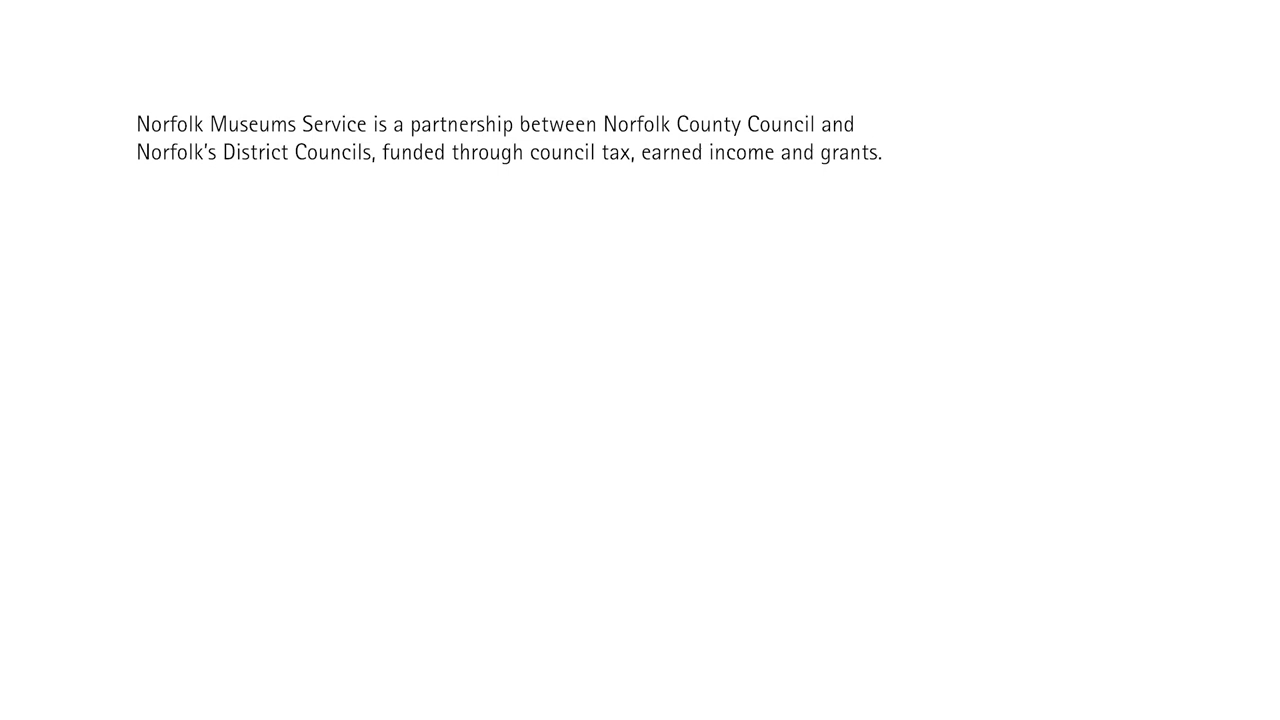 Norfolk Museums Service is a partnership between Norfolk County Council and
Norfolk’s District Councils, funded through council tax, earned income and grants.